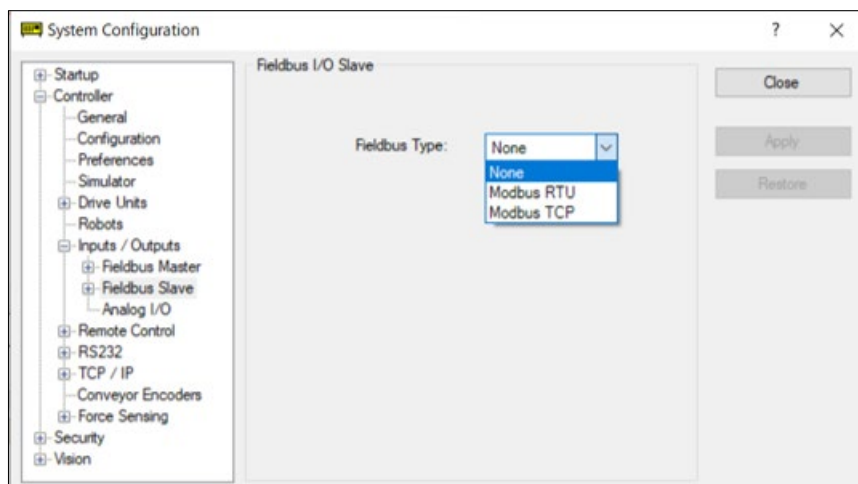 System Configuration
?
Startup
Controller
General
Configuration
Preferences
Simulator
Drive Units
Robots
Inputs / Outputs
Fieldbus Master
Fieldbus Slave
Analog I/O
Remote Control
RS232
TCP / IP
Conveyor Encoders
Force Sensing
Security
Vision
Fieldbus I/O Slave
Fieldbus Type:
None
None
Modbus RTU
Modbus TCP
Close
Apply
Restore